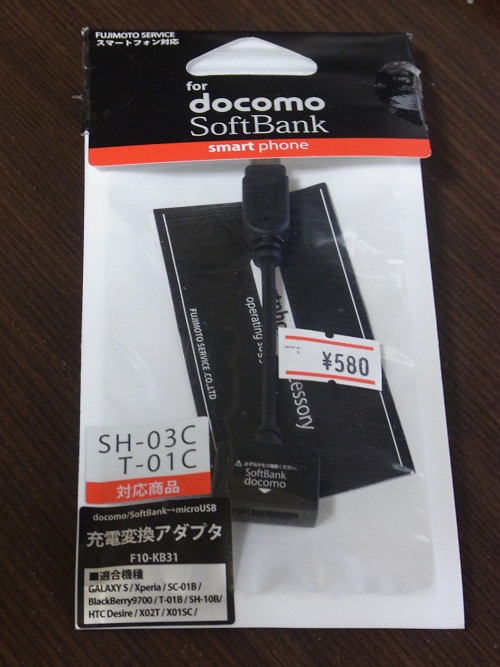 FUJIMOTO SERVICE
スマートフォン対応
for
docomo
SoftBank
smart phone
FUJIMOTO SERVICE CO.,LTD
operating
¥580
SH-03C
T-01C
対応商品
SoftBank
docomo
docomo/SoftBank→microUSB
充電変換アダプタ
F10-KB31
■適合機種
GALAXY S / Xperia / SC-01B /
BlackBerry9700 / T-01B / SH-10B/
HTC Desire / X02T / X01SC /